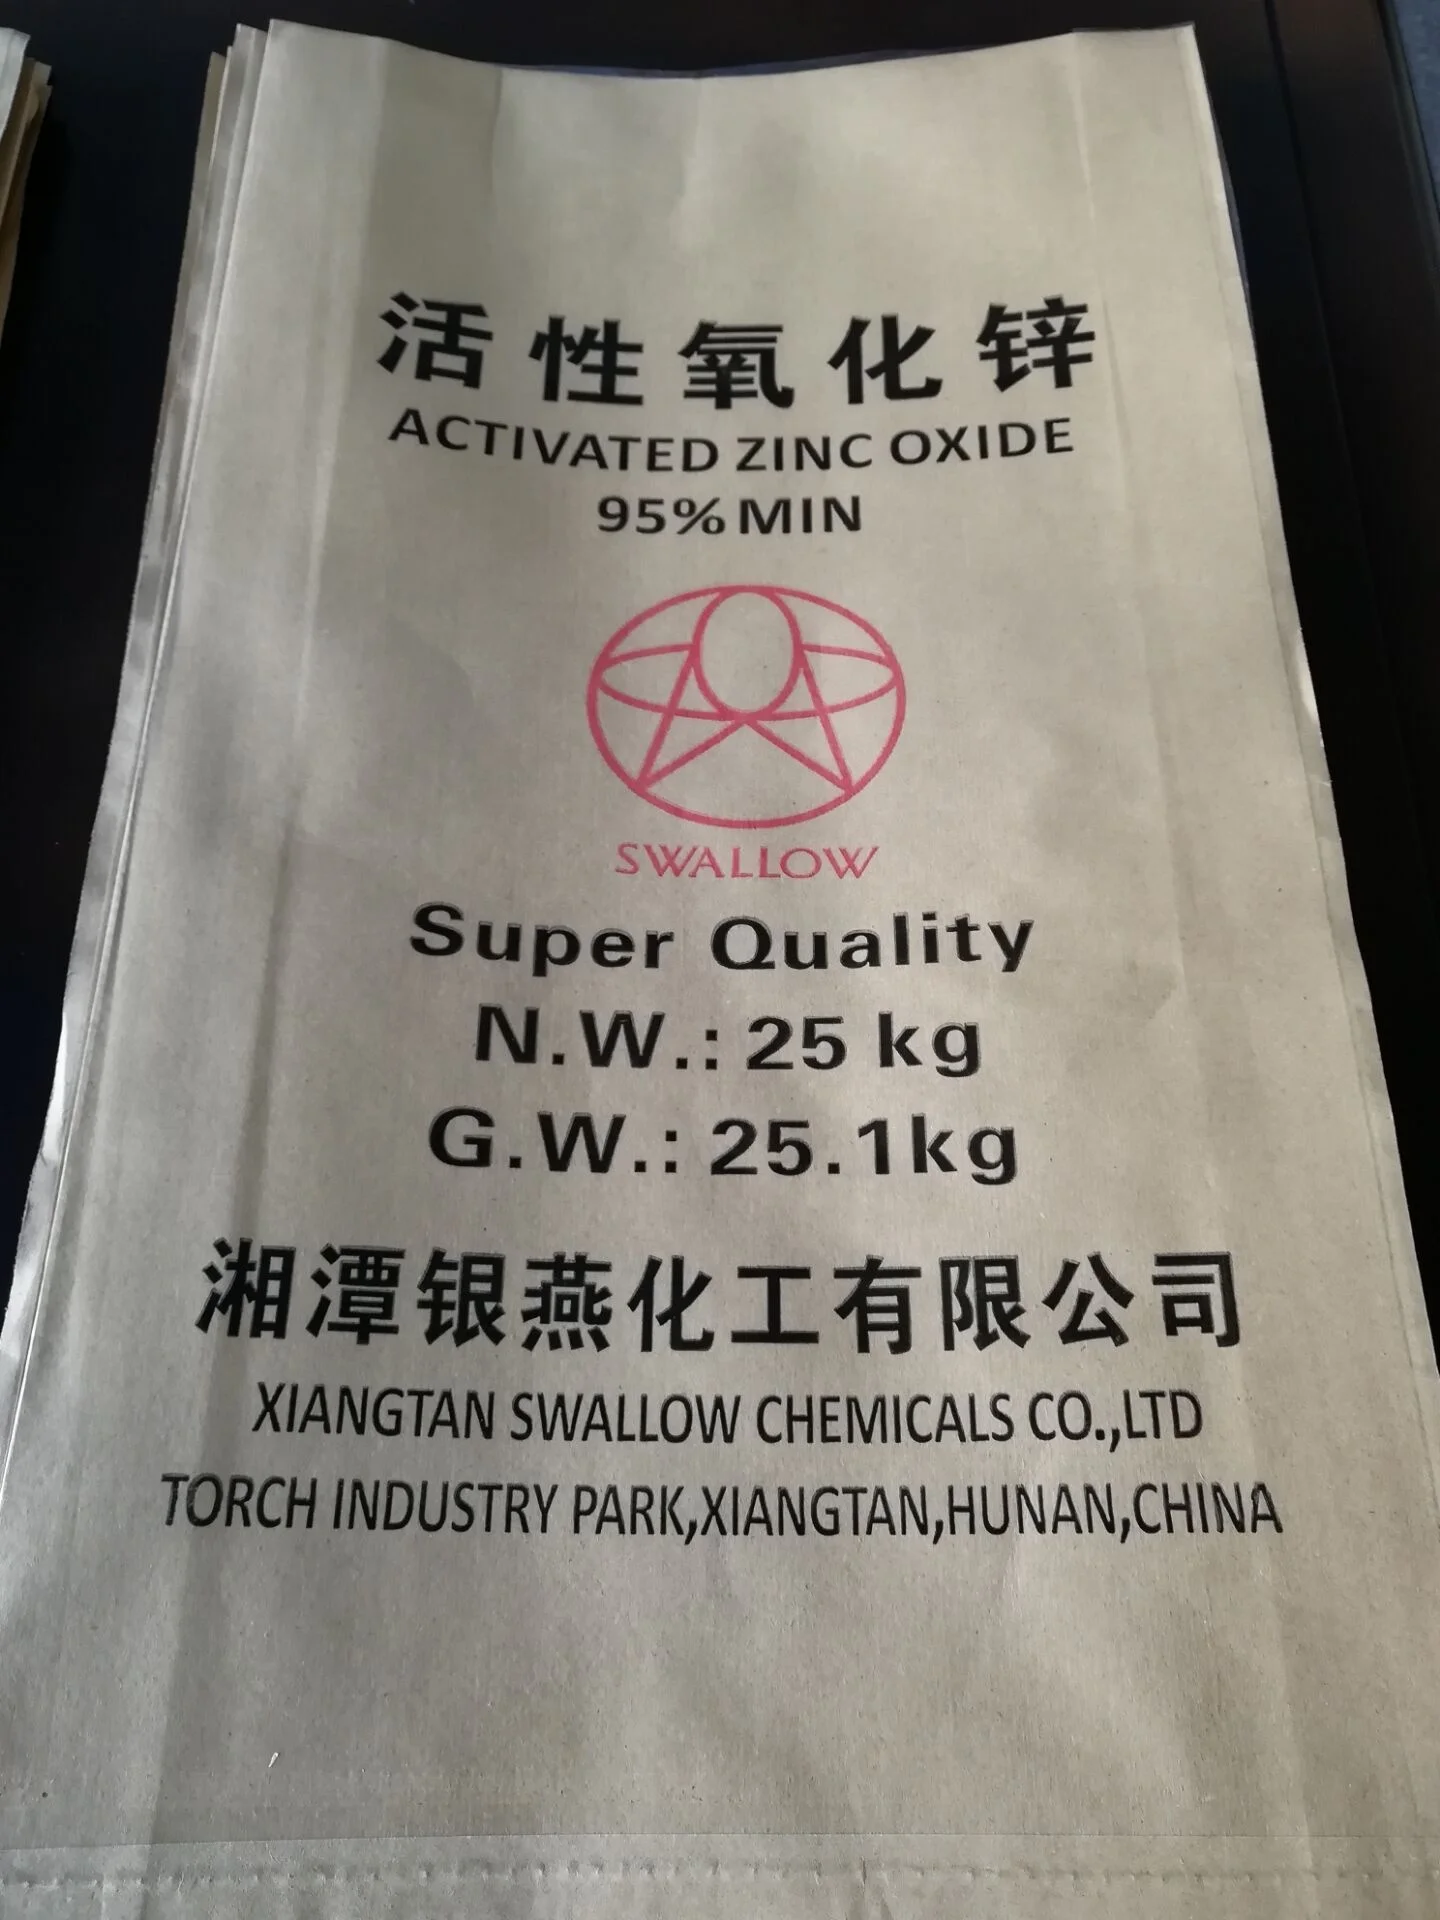 活性氧化锌
ACTIVATED ZINC OXIDE
95% MIN
SWALLOW
Super Quality
N.W.: 25 kg
G.W.: 25.1kg
湘潭银燕化工有限公司
XIANGTAN SWALLOW CHEMICALS CO.,LTD
TORCH INDUSTRY PARK,XIANGTAN,HUNAN,CHINA